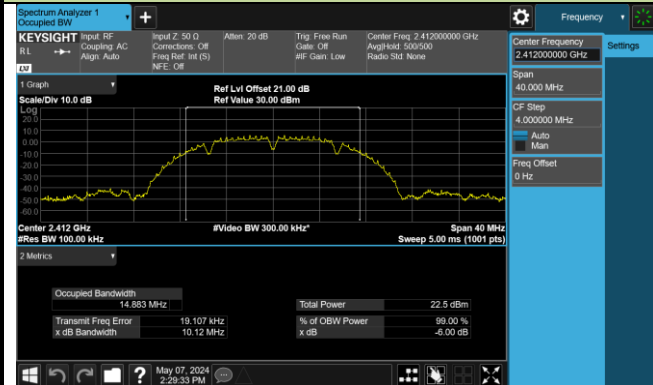 Spectrum Analyzer 1
Occupied BW
Frequency
KEYSIGHT
RL
Input: RF
Coupling: AC
Align: Auto
Input Z: 50 Ω
Corrections: Off
Freq Ref: Int (S)
NFE: Off
Atten: 20 dB
Trig: Free Run
Gate: Off
#IF Gain: Low
Center Freq: 2.412000000 GHz
Avg|Hold: 500/500
Radio Std: None
Center Frequency
2.412000000 GHz
Settings
Span
40.000 MHz
CF Step
4.000000 MHz
Auto
Man
Freq Offset
0 Hz
1 Graph
Scale/Div 10.0 dB
Ref Lvl Offset 21.00 dB
Ref Value 30.00 dBm
Log
20.0
10.0
0.00
-10.0
-20.0
-30.0
-40.0
-50.0
-60.0
Center 2.412 GHz
#Video BW 300.00 kHz*
Span 40 MHz
#Res BW 100.00 kHz
Sweep 5.00 ms (1001 pts)
2 Metrics
Occupied Bandwidth
14.883 MHz
Total Power 22.5 dBm
Transmit Freq Error 19.107 kHz
% of OBW Power 99.00 %
x dB Bandwidth 10.12 MHz
x dB -6.00 dB
?
May 07, 2024
2:29:33 PM